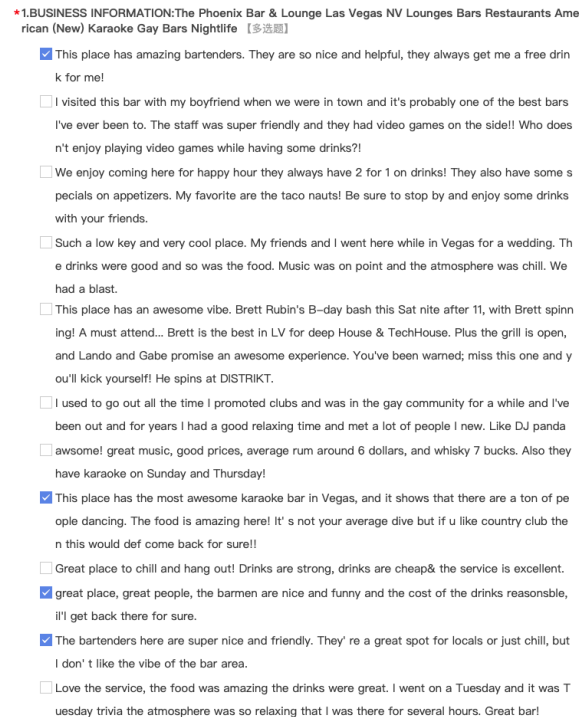 *1.BUSINESS INFORMATION:The Phoenix Bar & Lounge Las Vegas NV Lounges Bars Restaurants Ame
rican (New) Karaoke Gay Bars Nightlife 【多选题】
This place has amazing bartenders. They are so nice and helpful, they always get me a free drin
k for me!
I visited this bar with my boyfriend when we were in town and it's probably one of the best bars
I've ever been to. The staff was super friendly and they had video games on the side!! Who does
n't enjoy playing video games while having some drinks?!
We enjoy coming here for happy hour they always have 2 for 1 on drinks! They also have some s
pecials on appetizers. My favorite are the taco nauts! Be sure to stop by and enjoy some drinks
with your friends.
Such a low key and very cool place. My friends and I went here while in Vegas for a wedding. Th
e drinks were good and so was the food. Music was on point and the atmosphere was chill. We
had a blast.
This place has an awesome vibe. Brett Rubin's B-day bash this Sat nite after 11, with Brett spinn
ing! A must attend... Brett is the best in LV for deep House & TechHouse. Plus the grill is open,
and Lando and Gabe promise an awesome experience. You've been warned; miss this one and y
ou'll kick yourself! He spins at DISTRIKT.
I used to go out all the time I promoted clubs and was in the gay community for a while and I've
been out and for years I had a good relaxing time and met a lot of people I new. Like DJ panda
awsome! great music, good prices, average rum around 6 dollars, and whisky 7 bucks. Also they
have karaoke on Sunday and Thursday!
This place has the most awesome karaoke bar in Vegas, and it shows that there are a ton of pe
ople dancing. The food is amazing here! It' s not your average dive but if u like country club the
n this would def come back for sure!!
Great place to chill and hang out! Drinks are strong, drinks are cheap& the service is excellent.
great place, great people, the barmen are nice and funny and the cost of the drinks reasonsble,
il'l get back there for sure.
The bartenders here are super nice and friendly. They' re a great spot for locals or just chill, but
I don' t like the vibe of the bar area.
Love the service, the food was amazing the drinks were great. I went on a Tuesday and it was T
uesday trivia the atmosphere was so relaxing that I was there for several hours. Great bar!